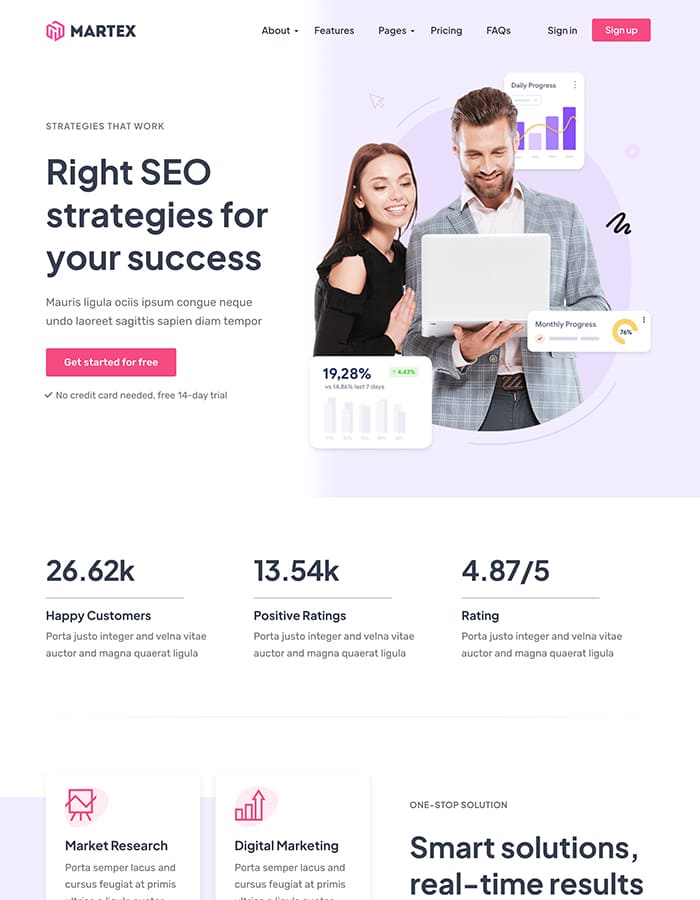 MARTEX
About
Features
Pages
Pricing
FAQs
Sign in
Sign up
STRATEGIES THAT WORK
Right SEO
strategies for
your success
Mauris ligula ociis ipsum congue neque
undo laoreet sagittis sapien diam tempor
Get started for free
No credit card needed, free 14-day trial
Daily Progress
Monthly Progress
76%
19,28%
↑ 4.43%
vs 14.86% last 7 days
26.62k
Happy Customers
Porta justo integer and velna vitae
auctor and magna quaerat ligula
13.54k
Positive Ratings
Porta justo integer and velna vitae
auctor and magna quaerat ligula
4.87/5
Rating
Porta justo integer and velna vitae
auctor and magna quaerat ligula
Market Research
Porta semper lacus and
cursus feugiat at primis
Digital Marketing
Porta semper lacus and
cursus feugiat at primis
ONE-STOP SOLUTION
Smart solutions,
real-time results